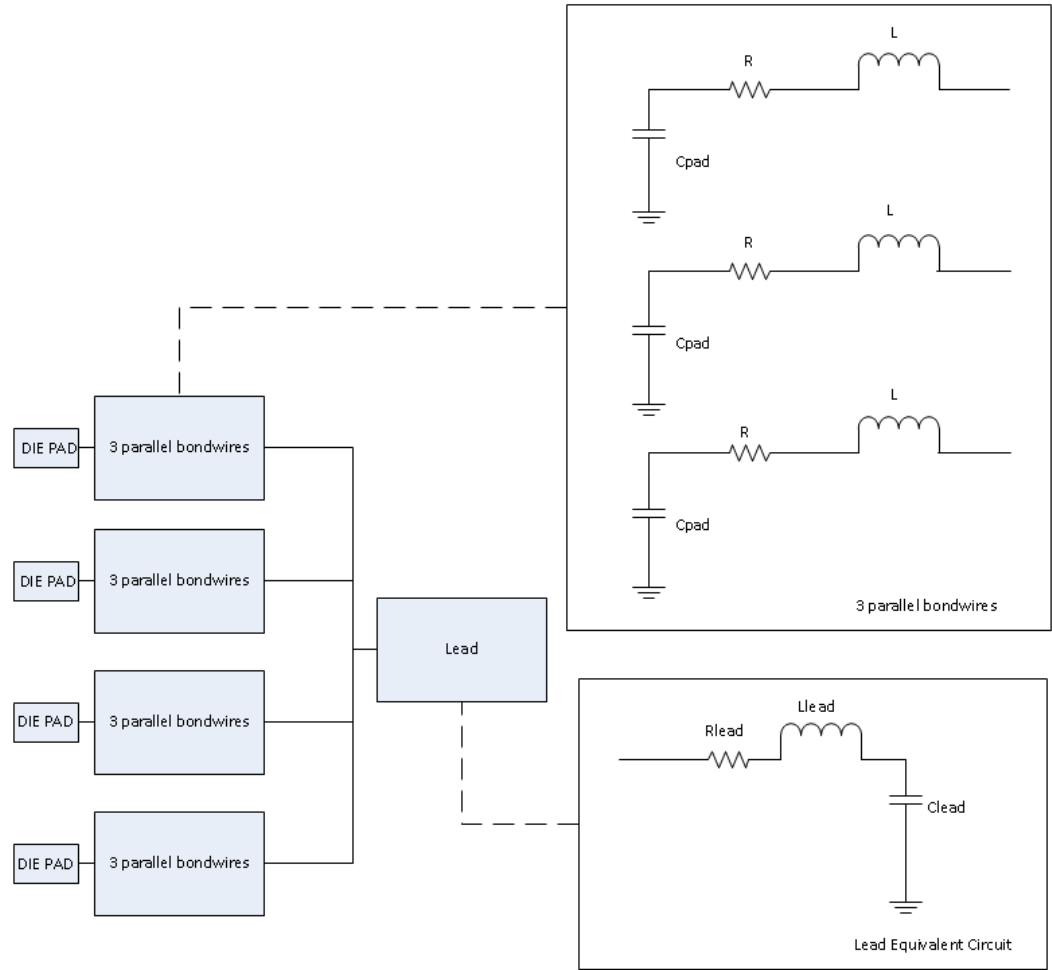 L
R
Cpad
L
R
Cpad
L
R
Cpad
3 parallel bondwires
DIE PAD
3 parallel bondwires
DIE PAD
3 parallel bondwires
Lead
DIE PAD
3 parallel bondwires
DIE PAD
3 parallel bondwires
Llead
Rlead
Clead
Lead Equivalent Circuit